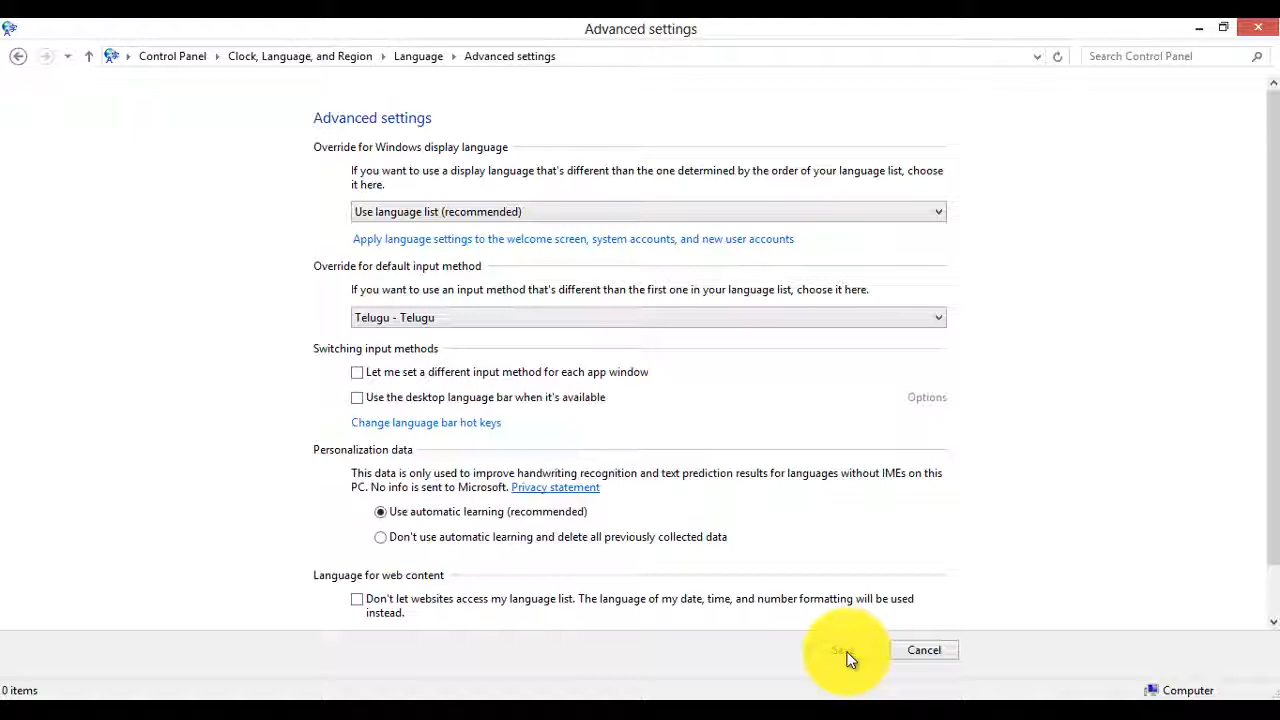 Advanced settings
Control Panel
Clock, Language, and Region
Language
Advanced settings
Search Control Panel
Advanced settings
Override for Windows display language
If you want to use a display language that's different than the one determined by the order of your language list, choose
it here.
Use language list (recommended)
Apply language settings to the welcome screen, system accounts, and new user accounts
Override for default input method
If you want to use an input method that's different than the first one in your language list, choose it here.
Telugu - Telugu
Switching input methods
Let me set a different input method for each app window
Use the desktop language bar when it's available
Options
Change language bar hot keys
Personalization data
This data is only used to improve handwriting recognition and text prediction results for languages without IMEs on this
PC. No info is sent to Microsoft. Privacy statement
Use automatic learning (recommended)
Don't use automatic learning and delete all previously collected data
Language for web content
Don't let websites access my language list. The language of my date, time, and number formatting will be used
instead.
Cancel
0 items
Computer